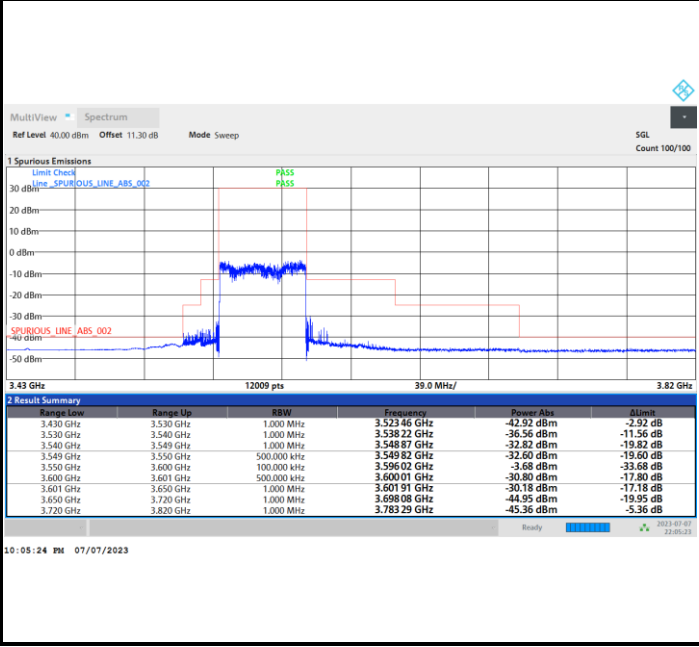 MultiView Spectrum
Ref Level 40.00 dBm Offset 11.30 dB Mode Sweep SGL
Count 100/100
1 Spurious Emissions
Limit Check PASS
Line _SPURIOUS_LINE_ABS_002 PASS
30 dBm
20 dBm
10 dBm
0 dBm
-10 dBm
-20 dBm
-30 dBm
_SPURIOUS_LINE_ABS_002
-40 dBm
-50 dBm
3.43 GHz 12009 pts 39.0 MHz/ 3.82 GHz
2 Result Summary
Range Low Range Up RBW Frequency Power Abs ΔLimit
3.430 GHz 3.530 GHz 1.000 MHz 3.523 46 GHz -42.92 dBm -2.92 dB
3.530 GHz 3.540 GHz 1.000 MHz 3.538 22 GHz -36.56 dBm -11.56 dB
3.540 GHz 3.549 GHz 1.000 MHz 3.548 87 GHz -32.82 dBm -19.82 dB
3.549 GHz 3.550 GHz 500.000 kHz 3.549 82 GHz -32.60 dBm -19.60 dB
3.550 GHz 3.600 GHz 100.000 kHz 3.596 02 GHz -3.68 dBm -33.68 dB
3.600 GHz 3.601 GHz 500.000 kHz 3.600 01 GHz -30.80 dBm -17.80 dB
3.601 GHz 3.650 GHz 1.000 MHz 3.601 91 GHz -30.18 dBm -17.18 dB
3.650 GHz 3.720 GHz 1.000 MHz 3.698 08 GHz -44.95 dBm -19.95 dB
3.720 GHz 3.820 GHz 1.000 MHz 3.783 29 GHz -45.36 dBm -5.36 dB
Ready 2023-07-07
22:05:23
10:05:24 PM 07/07/2023